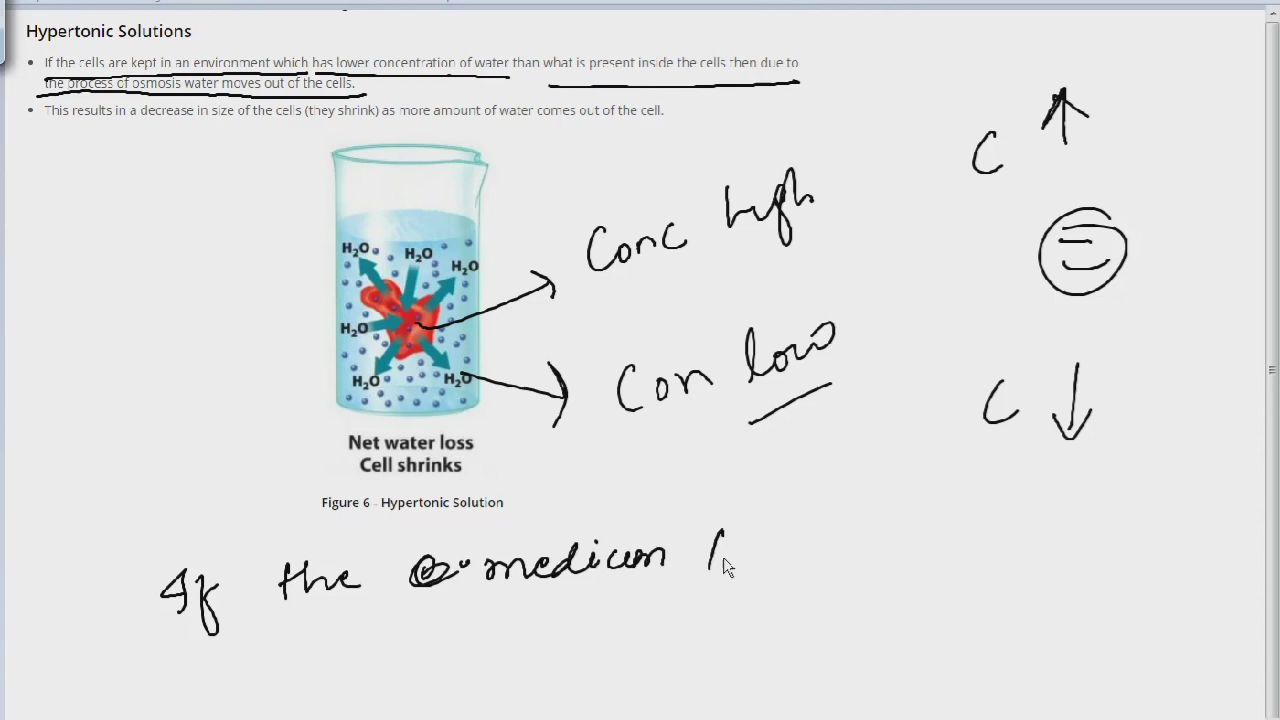 Hypertonic Solutions
If the cells are kept in an environment which has lower concentration of water than what is present inside the cells then due to
the process of osmosis water moves out of the cells.
This results in a decrease in size of the cells (they shrink) as more amount of water comes out of the cell.
C
Conc high
H₂O
H₂O
H₂O
H₂O
H₂O
H₂O
Con low
C
Net water loss
Cell shrinks
Figure 6 - Hypertonic Solution
If the medium